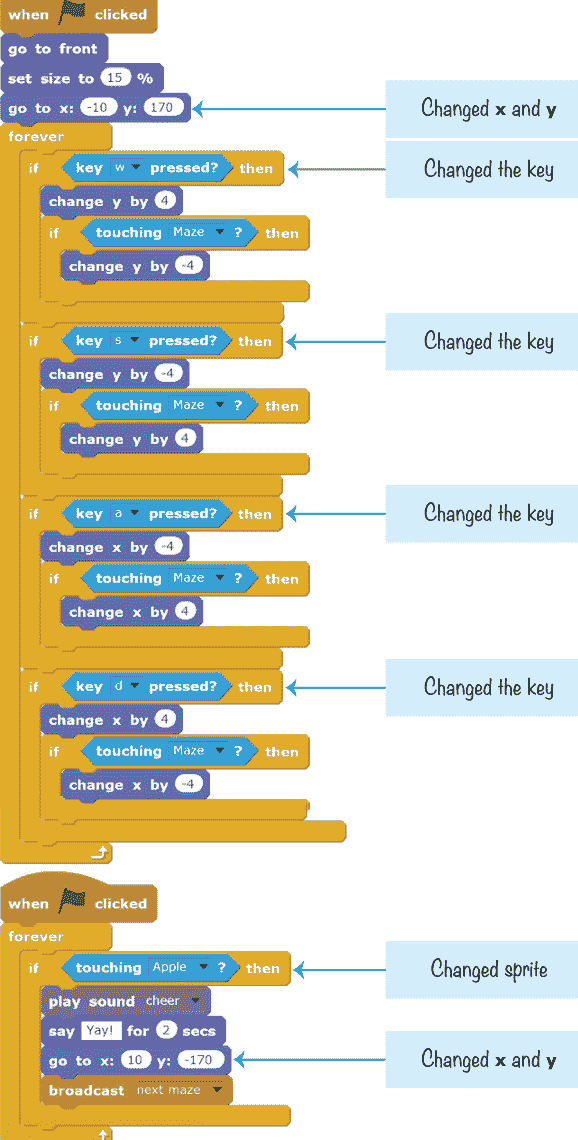 when clicked
go to front
set size to 15 %
go to x: -10 y: 170
Changed x and y
forever
if key w pressed? then
Changed the key
change y by 4
if touching Maze ? then
change y by -4
if key s pressed? then
Changed the key
change y by -4
if touching Maze ? then
change y by 4
if key a pressed? then
Changed the key
change x by -4
if touching Maze ? then
change x by 4
if key d pressed? then
Changed the key
change x by 4
if touching Maze ? then
change x by -4
when clicked
forever
if touching Apple ? then
Changed sprite
play sound cheer
say Yay! for 2 secs
go to x: 10 y: -170
Changed x and y
broadcast next maze